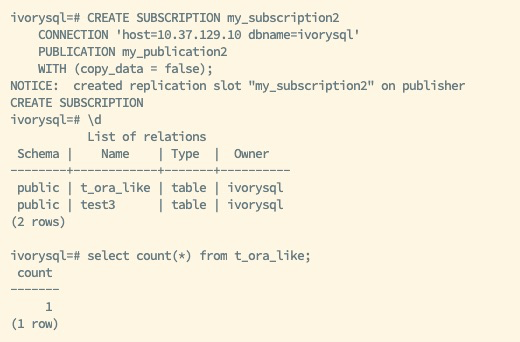 ivorysql=# CREATE SUBSCRIPTION my_subscription2
    CONNECTION 'host=10.37.129.10 dbname=ivorysql'
    PUBLICATION my_publication2
    WITH (copy_data = false);
NOTICE:  created replication slot "my_subscription2" on publisher
CREATE SUBSCRIPTION
ivorysql=# \d
           List of relations
 Schema |    Name    | Type  |  Owner
--------+------------+-------+----------
 public | t_ora_like | table | ivorysql
 public | test3      | table | ivorysql
(2 rows)

ivorysql=# select count(*) from t_ora_like;
 count
-------
     1
(1 row)